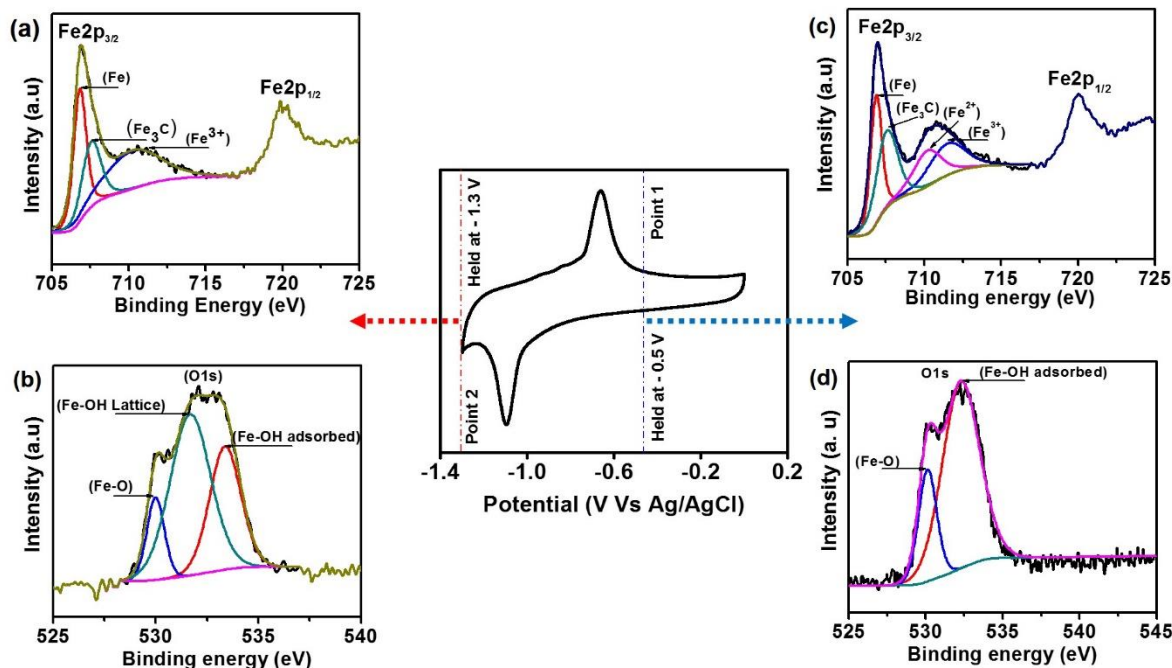 (a)
Fe2p3/2
(Fe)
(Fe3C)
(Fe3+)
Fe2p1/2
Intensity (a.u)
705 710 715 720 725
Binding Energy (eV)
(b)
(O1s)
(Fe-OH Lattice)
(Fe-OH adsorbed)
(Fe-O)
Intensity (a.u)
525 530 535 540
Binding energy (eV)
Held at - 1.3 V
Point 1
Point 2
Held at - 0.5 V
-1.4 -1.0 -0.6 -0.2 0.2
Potential (V Vs Ag/AgCl)
(c)
Fe2p3/2
(Fe)
(Fe3C)
(Fe2+)
(Fe3+)
Fe2p1/2
Intensity (a.u)
705 710 715 720 725
Binding energy (eV)
(d)
O1s
(Fe-OH adsorbed)
(Fe-O)
Intensity (a. u)
525 530 535 540 545
Binding energy (eV)